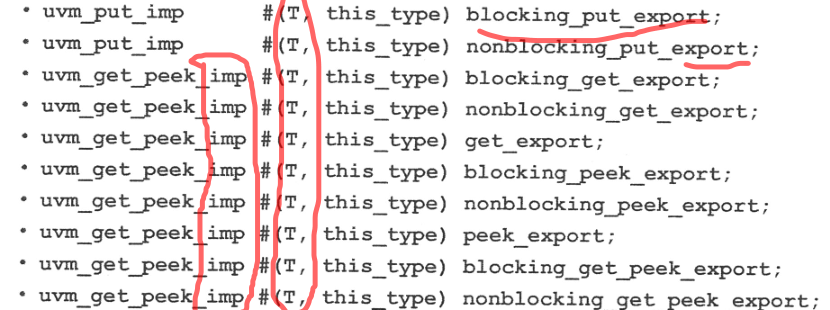 • uvm_put_imp #(T, this_type) blocking_put_export;
• uvm_put_imp #(T, this_type) nonblocking_put_export;
• uvm_get_peek_imp #(T, this_type) blocking_get_export;
• uvm_get_peek_imp #(T, this_type) nonblocking_get_export;
• uvm_get_peek_imp #(T, this_type) get_export;
• uvm_get_peek_imp #(T, this_type) blocking_peek_export;
• uvm_get_peek_imp #(T, this_type) nonblocking_peek_export;
• uvm_get_peek_imp #(T, this_type) peek_export;
• uvm_get_peek_imp #(T, this_type) blocking_get_peek_export;
• uvm_get_peek_imp #(T, this_type) nonblocking_get_peek_export;